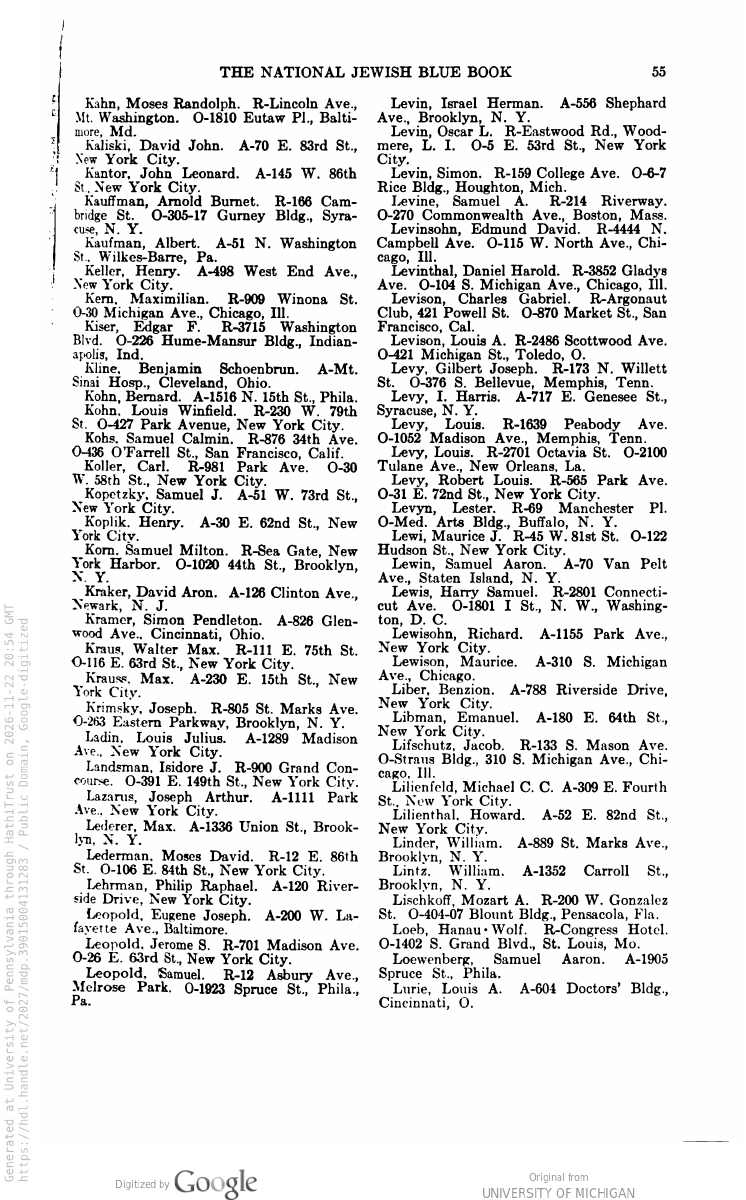 THE NATIONAL JEWISH BLUE BOOK 55
Kahn, Moses Randolph. R-Lincoln Ave.,
Mt. Washington. O-1810 Eutaw Pl., Balti-
more, Md.
Kaliski, David John. A-70 E. 83rd St.,
New York City.
Kantor, John Leonard. A-145 W. 86th
St., New York City.
Kauffman, Arnold Burnet. R-166 Cam-
bridge St. O-305-17 Gurney Bldg., Syra-
cuse, N. Y.
Kaufman, Albert. A-51 N. Washington
St., Wilkes-Barre, Pa.
Keller, Henry. A-498 West End Ave.,
New York City.
Kern, Maximilian. R-909 Winona St.
O-30 Michigan Ave., Chicago, Ill.
Kiser, Edgar F. R-3715 Washington
Blvd. O-226 Hume-Mansur Bldg., Indian-
apolis, Ind.
Kline, Benjamin Schoenbrun. A-Mt.
Sinai Hosp., Cleveland, Ohio.
Kohn, Bernard. A-1516 N. 15th St., Phila.
Kohn, Louis Winfield. R-230 W. 79th
St. O-427 Park Avenue, New York City.
Kohs, Samuel Calmin. R-876 34th Ave.
O-436 O'Farrell St., San Francisco, Calif.
Koller, Carl. R-981 Park Ave. O-30
W. 58th St., New York City.
Kopetzky, Samuel J. A-51 W. 73rd St.,
New York City.
Koplik, Henry. A-30 E. 62nd St., New
York City.
Korn, Samuel Milton. R-Sea Gate, New
York Harbor. O-1020 44th St., Brooklyn,
N. Y.
Kraker, David Aron. A-126 Clinton Ave.,
Newark, N. J.
Kramer, Simon Pendleton. A-826 Glen-
wood Ave., Cincinnati, Ohio.
Kraus, Walter Max. R-111 E. 75th St.
O-116 E. 63rd St., New York City.
Krauss, Max. A-230 E. 15th St., New
York City.
Krimsky, Joseph. R-805 St. Marks Ave.
O-263 Eastern Parkway, Brooklyn, N. Y.
Ladin, Louis Julius. A-1289 Madison
Ave., New York City.
Landsman, Isidore J. R-900 Grand Con-
course. O-391 E. 149th St., New York City.
Lazarus, Joseph Arthur. A-1111 Park
Ave., New York City.
Lederer, Max. A-1336 Union St., Brook-
lyn, N. Y.
Lederman, Moses David. R-12 E. 86th
St. O-106 E. 84th St., New York City.
Lehrman, Philip Raphael. A-120 River-
side Drive, New York City.
Leopold, Eugene Joseph. A-200 W. La-
fayette Ave., Baltimore.
Leopold, Jerome S. R-701 Madison Ave.
O-26 E. 63rd St., New York City.
Leopold, Samuel. R-12 Asbury Ave.,
Melrose Park. O-1923 Spruce St., Phila.,
Pa.
Levin, Israel Herman. A-556 Shephard
Ave., Brooklyn, N. Y.
Levin, Oscar L. R-Eastwood Rd., Wood-
mere, L. I. O-5 E. 53rd St., New York
City.
Levin, Simon. R-159 College Ave. O-6-7
Rice Bldg., Houghton, Mich.
Levine, Samuel A. R-214 Riverway.
O-270 Commonwealth Ave., Boston, Mass.
Levinsohn, Edmund David. R-4444 N.
Campbell Ave. O-115 W. North Ave., Chi-
cago, Ill.
Levinthal, Daniel Harold. R-3852 Gladys
Ave. O-104 S. Michigan Ave., Chicago, Ill.
Levison, Charles Gabriel. R-Argonaut
Club, 421 Powell St. O-870 Market St., San
Francisco, Cal.
Levison, Louis A. R-2486 Scottwood Ave.
O-421 Michigan St., Toledo, O.
Levy, Gilbert Joseph. R-173 N. Willett
St. O-376 S. Bellevue, Memphis, Tenn.
Levy, I. Harris. A-717 E. Genesee St.,
Syracuse, N. Y.
Levy, Louis. R-1639 Peabody Ave.
O-1052 Madison Ave., Memphis, Tenn.
Levy, Louis. R-2701 Octavia St. O-2100
Tulane Ave., New Orleans, La.
Levy, Robert Louis. R-565 Park Ave.
O-31 E. 72nd St., New York City.
Levyn, Lester. R-69 Manchester Pl.
O-Med. Arts Bldg., Buffalo, N. Y.
Lewi, Maurice J. R-45 W. 81st St. O-122
Hudson St., New York City.
Lewin, Samuel Aaron. A-70 Van Pelt
Ave., Staten Island, N. Y.
Lewis, Harry Samuel. R-2801 Connecti-
cut Ave. O-1801 I St., N. W., Washing-
ton, D. C.
Lewisohn, Richard. A-1155 Park Ave.,
New York City.
Lewison, Maurice. A-310 S. Michigan
Ave., Chicago.
Liber, Benzion. A-788 Riverside Drive,
New York City.
Libman, Emanuel. A-180 E. 64th St.,
New York City.
Lifschutz, Jacob. R-133 S. Mason Ave.
O-Straus Bldg., 310 S. Michigan Ave., Chi-
cago, Ill.
Lilienfeld, Michael C. C. A-309 E. Fourth
St., New York City.
Lilienthal, Howard. A-52 E. 82nd St.,
New York City.
Linder, William. A-889 St. Marks Ave.,
Brooklyn, N. Y.
Lintz, William. A-1352 Carroll St.,
Brooklyn, N. Y.
Lischkoff, Mozart A. R-200 W. Gonzalez
St. O-404-07 Blount Bldg., Pensacola, Fla.
Loeb, Hanau Wolf. R-Congress Hotel.
O-1402 S. Grand Blvd., St. Louis, Mo.
Loewenberg, Samuel Aaron. A-1905
Spruce St., Phila.
Lurie, Louis A. A-604 Doctors' Bldg.,
Cincinnati, O.
Generated at University of Pennsylvania through HathiTrust on 2026-11-22 20:54 GMT
https://hdl.handle.net/2027/mdp.39015004131283 / Public Domain, Google-digitized
Digitized by Google
Original from
UNIVERSITY OF MICHIGAN